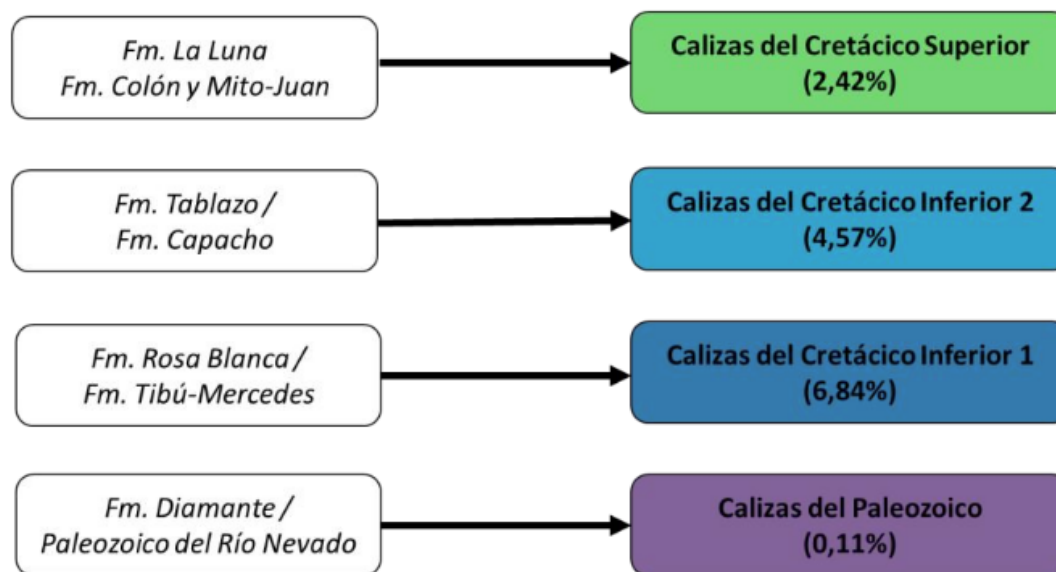 Fm. La Luna
Fm. Colón y Mito-Juan
Calizas del Cretácico Superior
(2,42%)
Fm. Tablazo /
Fm. Capacho
Calizas del Cretácico Inferior 2
(4,57%)
Fm. Rosa Blanca /
Fm. Tibú-Mercedes
Calizas del Cretácico Inferior 1
(6,84%)
Fm. Diamante /
Paleozoico del Río Nevado
Calizas del Paleozoico
(0,11%)